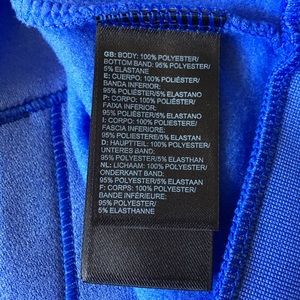 GB: BODY: 100% POLYESTER/
BOTTOM BAND: 95% POLYESTER/
5% ELASTANE
E: CUERPO: 100% POLIÉSTER/
BANDA INFERIOR:
95% POLIÉSTER/5% ELASTANO
P: CORPO: 100% POLIÉSTER/
FAIXA INFERIOR:
95% POLIÉSTER/5% ELASTANO
I: CORPO: 100% POLIESTERE/
FASCIA INFERIORE:
95% POLIESTERE/5% ELASTAN
D: HAUPTTEIL: 100% POLYESTER/
UNTERES BAND:
95% POLYESTER/5% ELASTHAN
NL: LICHAAM: 100% POLYESTER/
ONDERKANT BAND:
95% POLYESTER/5% ELASTAAN
F: CORPS: 100% POLYESTER/
BANDE INFÉRIEURE:
95% POLYESTER/
5% ELASTHANNE